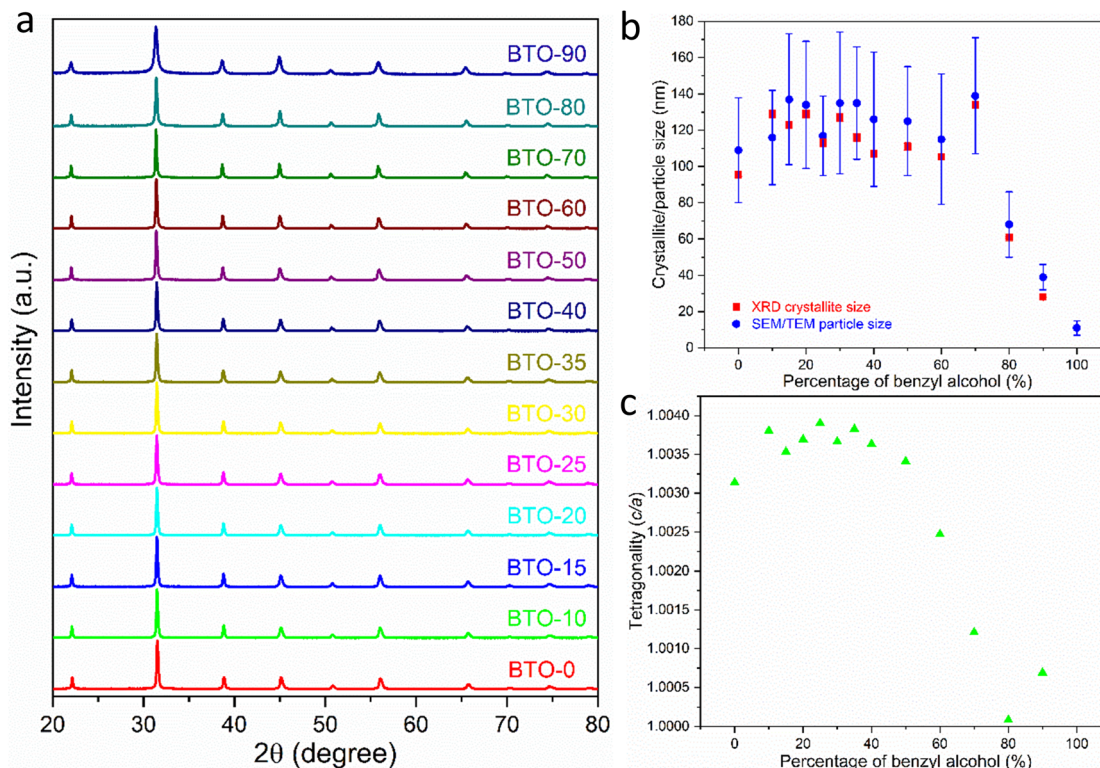 a
BTO-90
BTO-80
BTO-70
BTO-60
BTO-50
BTO-40
BTO-35
BTO-30
BTO-25
BTO-20
BTO-15
BTO-10
BTO-0
Intensity (a.u.)
20 30 40 50 60 70 80
2θ (degree)
b
180
160
140
120
100
80
60
40
20
0
Crystallite/particle size (nm)
XRD crystallite size
SEM/TEM particle size
0 20 40 60 80 100
Percentage of benzyl alcohol (%)
c
1.0040
1.0035
1.0030
1.0025
1.0020
1.0015
1.0010
1.0005
1.0000
Tetragonality (c/a)
0 20 40 60 80 100
Percentage of benzyl alcohol (%)